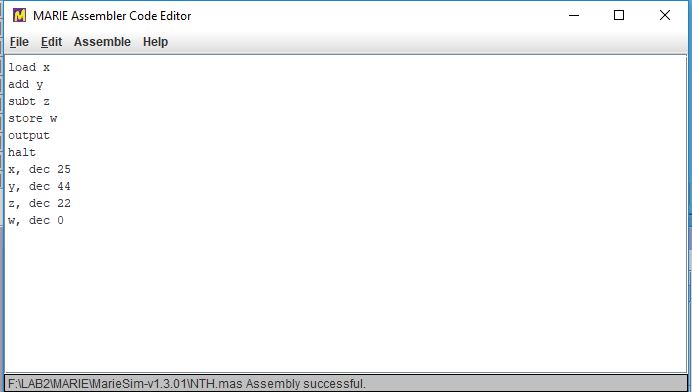 MARIE Assembler Code Editor
File Edit Assemble Help
load x
add y
subt z
store w
output
halt
x, dec 25
y, dec 44
z, dec 22
w, dec 0
F:\LAB2\MARIE\MarieSim-v1.3.01\NTH.mas Assembly successful.